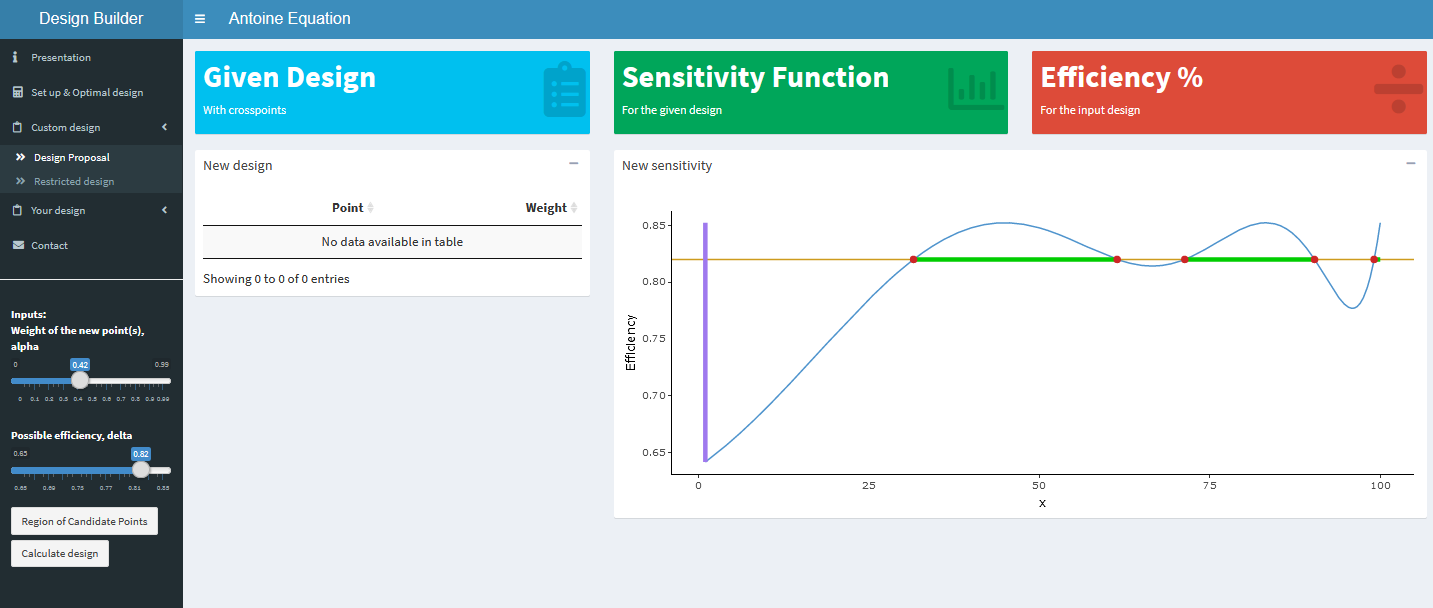 Design Builder
Antoine Equation
Presentation
Set up & Optimal design
Custom design
Design Proposal
Restricted design
Your design
Contact
Inputs:
Weight of the new point(s),
alpha
0 0.42 0.99
0 0.1 0.2 0.3 0.4 0.5 0.6 0.7 0.8 0.9 0.99
Possible efficiency, delta
0.65 0.82
0.65 0.69 0.73 0.77 0.81 0.85
Region of Candidate Points
Calculate design
Given Design
With crosspoints
Sensitivity Function
For the given design
Efficiency %
For the input design
New design
Point Weight
No data available in table
Showing 0 to 0 of 0 entries
New sensitivity
Efficiency
0.85
0.80
0.75
0.70
0.65
0 25 50 75 100
x